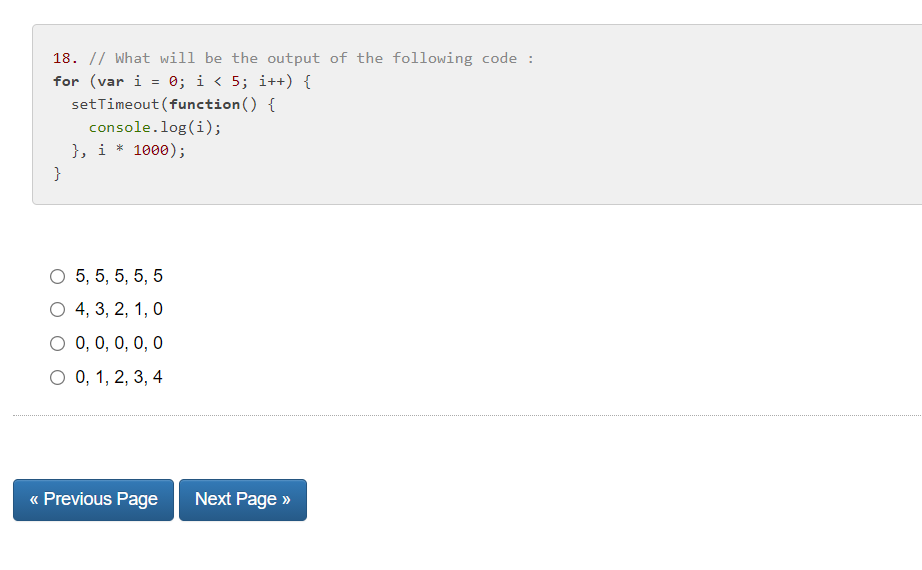 18. // What will be the output of the following code :
for (var i = 0; i < 5; i++) {
  setTimeout(function() {
    console.log(i);
  }, i * 1000);
}
5, 5, 5, 5, 5
4, 3, 2, 1, 0
0, 0, 0, 0, 0
0, 1, 2, 3, 4
« Previous Page Next Page »